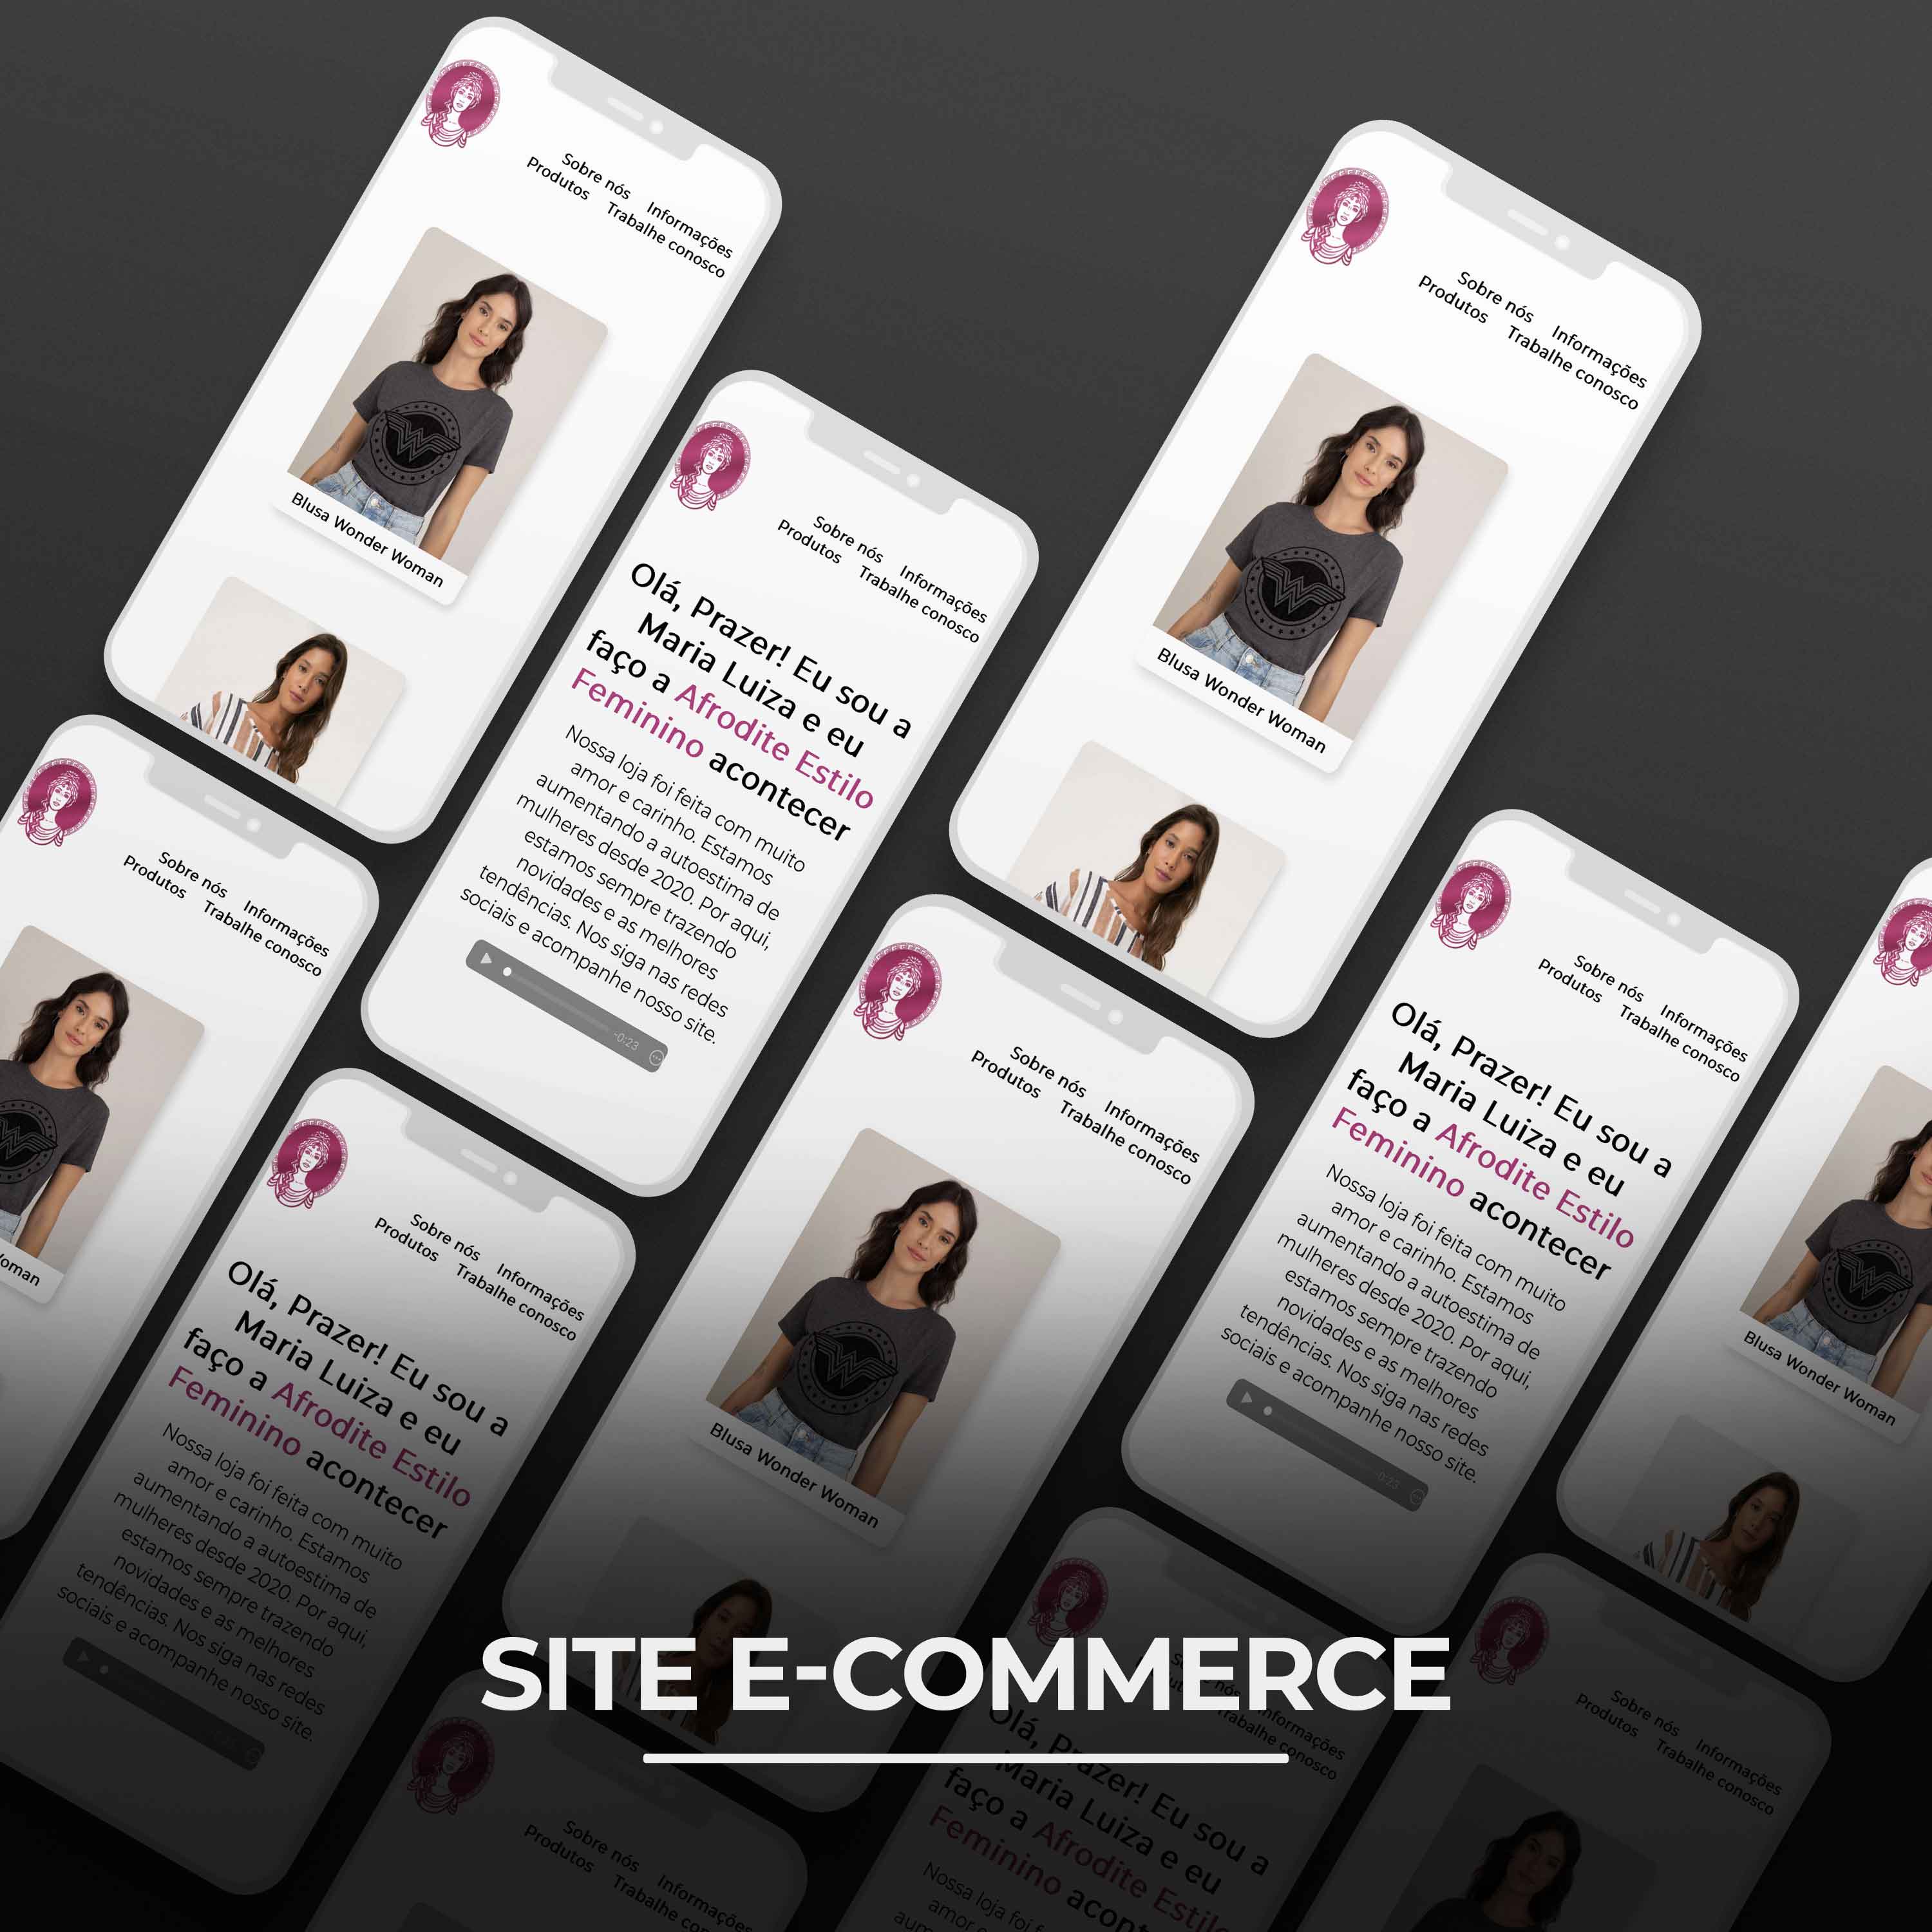 Sobre nós Informações
Produtos Trabalhe conosco
Blusa Wonder Woman
Sobre nós Informações
Produtos Trabalhe conosco
Blusa Wonder Woman
Sobre nós Informações
Produtos Trabalhe conosco
Olá, Prazer! Eu sou a
Maria Luiza e eu
faço a Afrodite Estilo
Feminino acontecer
Nossa loja foi feita com muito
amor e carinho. Estamos
aumentando a autoestima de
mulheres desde 2020. Por aqui,
estamos sempre trazendo
novidades e as melhores
tendências. Nos siga nas redes
sociais e acompanhe nosso site.
-0:23
Sobre nós Informações
Produtos Trabalhe conosco
Woman
Sobre nós Informações
Produtos Trabalhe conosco
Blusa Wonder Woman
Sobre nós Informações
Produtos Trabalhe conosco
Olá, Prazer! Eu sou a
Maria Luiza e eu
faço a Afrodite Estilo
Feminino acontecer
Nossa loja foi feita com muito
amor e carinho. Estamos
aumentando a autoestima de
mulheres desde 2020. Por aqui,
estamos sempre trazendo
novidades e as melhores
tendências. Nos siga nas redes
sociais e acompanhe nosso site.
-0:23
Blusa Wonder Woman
Sobre nós Informações
Produtos Trabalhe conosco
Olá, Prazer! Eu sou a
Maria Luiza e eu
faço a Afrodite Estilo
Feminino acontecer
Nossa loja foi feita com muito
amor e carinho. Estamos
aumentando a autoestima de
mulheres desde 2020. Por aqui,
estamos sempre trazendo
novidades e as melhores
tendências. Nos siga nas redes
sociais e acompanhe nosso site.
SITE E-COMMERCE
Sobre nós Informações
Trabalhe conosco
Olá, Prazer! Eu sou a
Maria Luiza e eu
faço a Afrodite Estilo
Feminino
Nossa loja foi
Sobre nós Informações
Produtos Trabalhe conosco
Sobre nós Informações
Produtos Trabalhe conosco